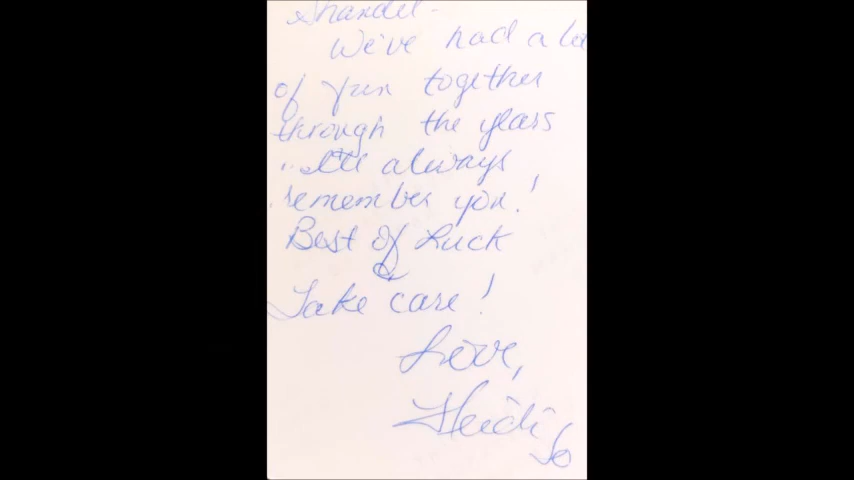 Shandel-
We've had a lot
of fun together
through the years
..I'll always
remember you!
Best of Luck
&
Take care!
Love,
Heidi